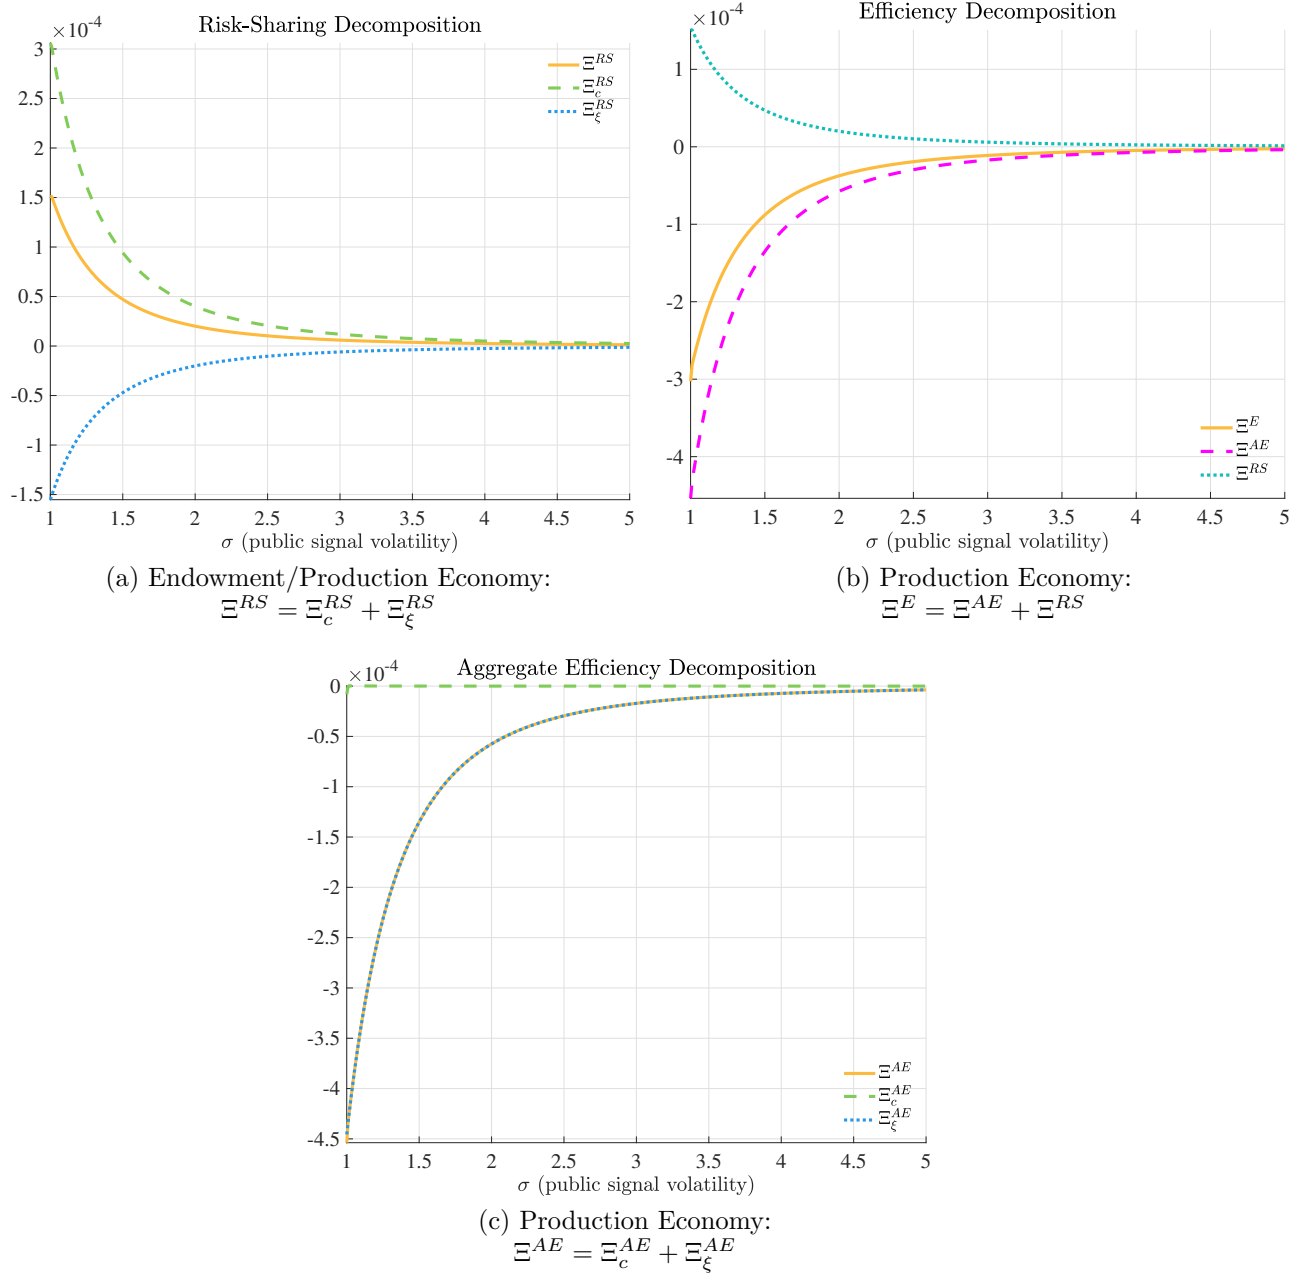 ×10⁻⁴
Risk-Sharing Decomposition
3
2.5
2
1.5
1
0.5
0
-0.5
-1
-1.5
1 1.5 2 2.5 3 3.5 4 4.5 5
σ (public signal volatility)
Ξ^{RS}
Ξ_c^{RS}
Ξ_ξ^{RS}
(a) Endowment/Production Economy:
Ξ^{RS} = Ξ_c^{RS} + Ξ_ξ^{RS}
×10⁻⁴
Efficiency Decomposition
1
0
-1
-2
-3
-4
1 1.5 2 2.5 3 3.5 4 4.5 5
σ (public signal volatility)
Ξ^E
Ξ^{AE}
Ξ^{RS}
(b) Production Economy:
Ξ^E = Ξ^{AE} + Ξ^{RS}
×10⁻⁴
Aggregate Efficiency Decomposition
0
-0.5
-1
-1.5
-2
-2.5
-3
-3.5
-4
-4.5
1 1.5 2 2.5 3 3.5 4 4.5 5
σ (public signal volatility)
Ξ^{AE}
Ξ_c^{AE}
Ξ_ξ^{AE}
(c) Production Economy:
Ξ^{AE} = Ξ_c^{AE} + Ξ_ξ^{AE}